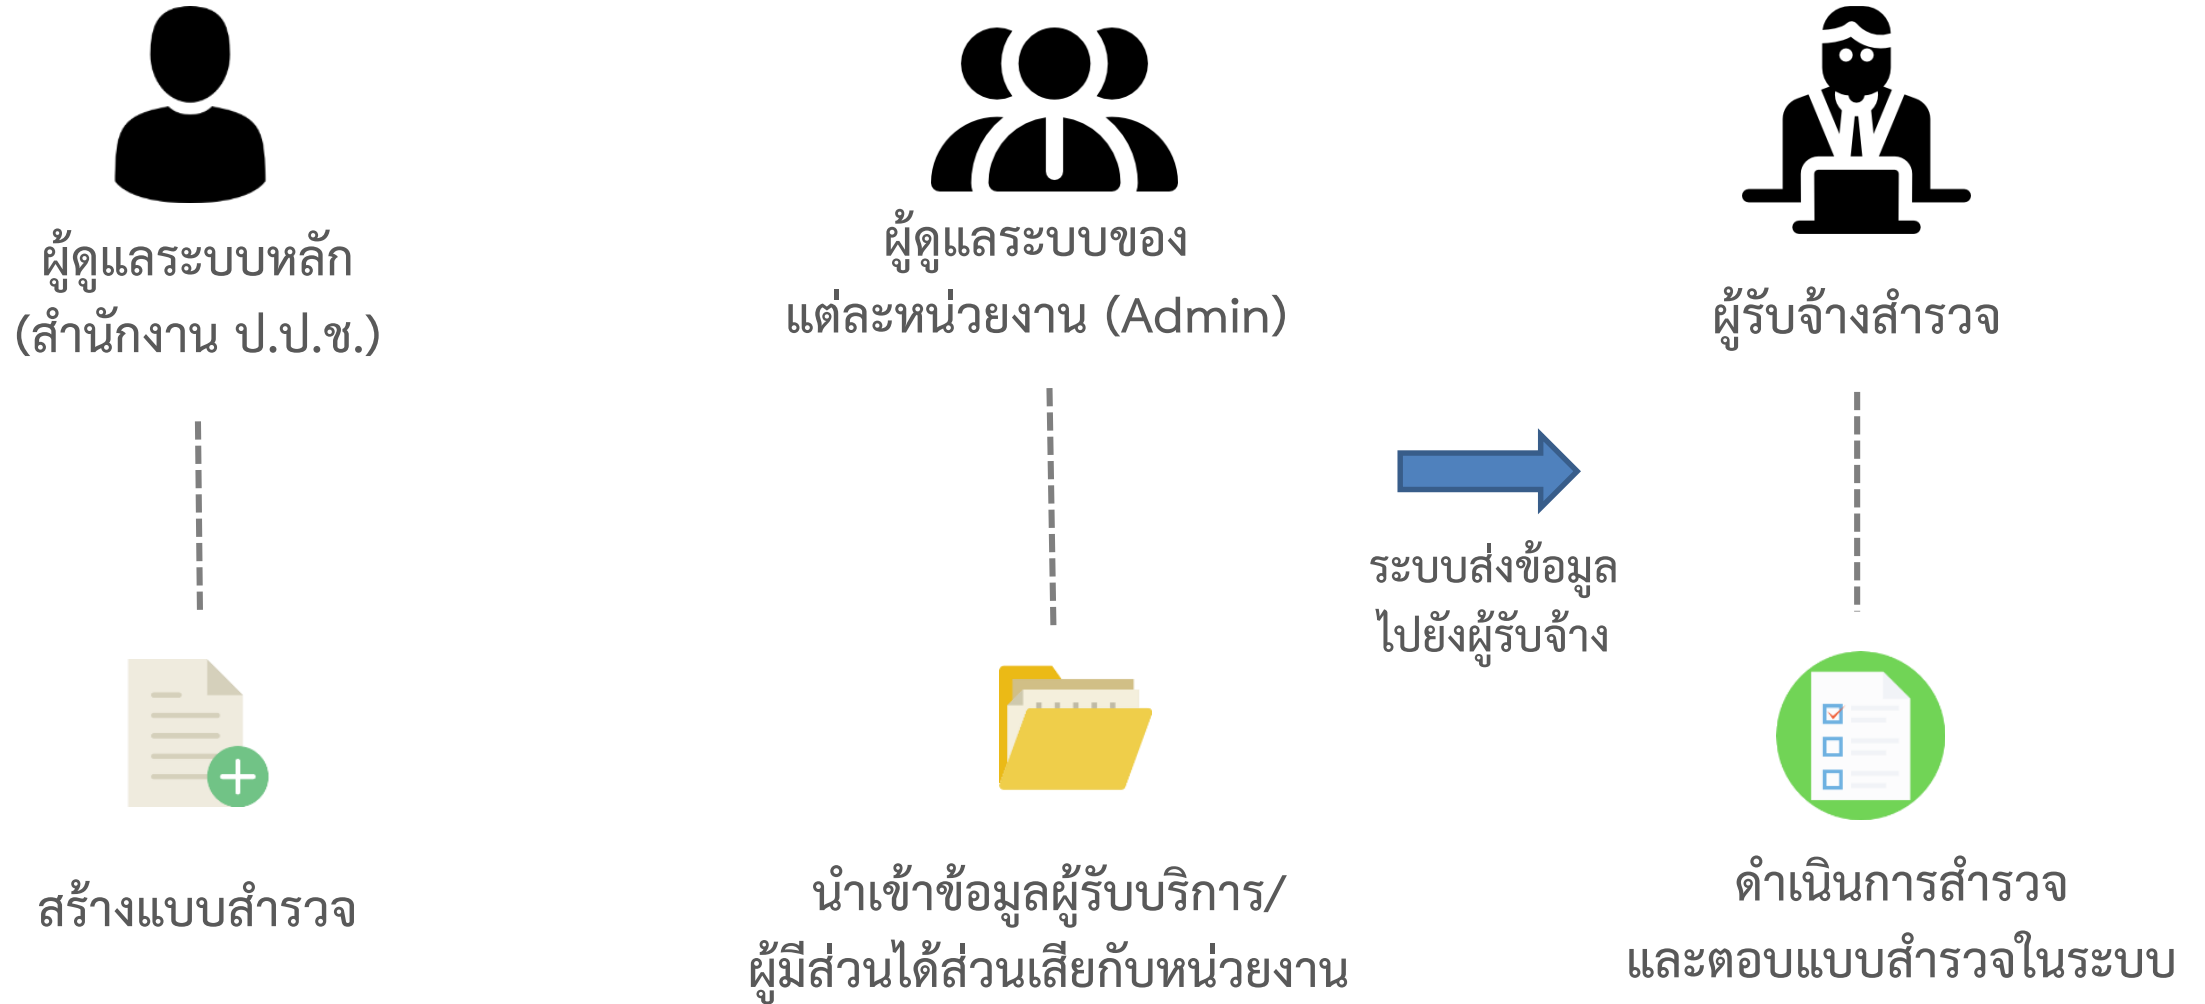 ผู้ดูแลระบบหลัก
(สำนักงาน ป.ป.ช.)
ผู้ดูแลระบบของ
แต่ละหน่วยงาน (Admin)
ผู้รับจ้างสำรวจ
ระบบส่งข้อมูล
ไปยังผู้รับจ้าง
สร้างแบบสำรวจ
นำเข้าข้อมูลผู้รับบริการ/
ผู้มีส่วนได้ส่วนเสียกับหน่วยงาน
ดำเนินการสำรวจ
และตอบแบบสำรวจในระบบ